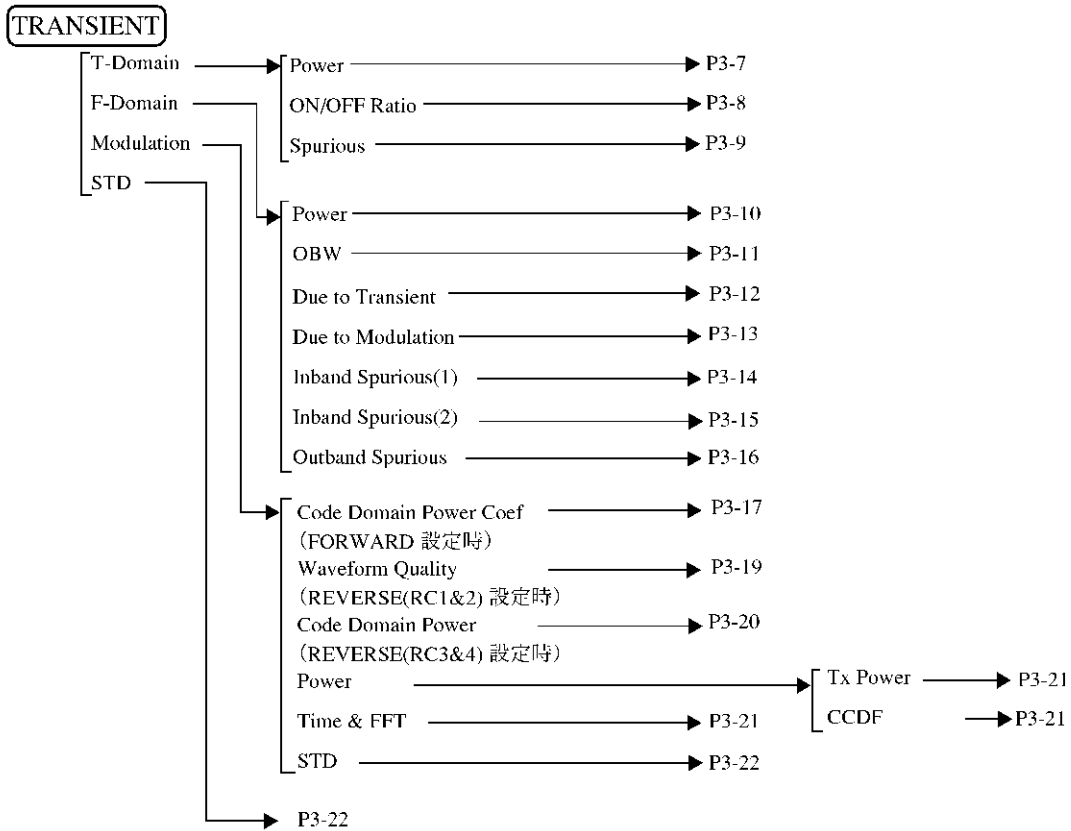 TRANSIENT
T-Domain
F-Domain
Modulation
STD
Power P3-7
ON/OFF Ratio P3-8
Spurious P3-9
Power P3-10
OBW P3-11
Due to Transient P3-12
Due to Modulation P3-13
Inband Spurious(1) P3-14
Inband Spurious(2) P3-15
Outband Spurious P3-16
Code Domain Power Coef P3-17
（FORWARD 設定時）
Waveform Quality P3-19
（REVERSE(RC1&2) 設定時）
Code Domain Power P3-20
（REVERSE(RC3&4) 設定時）
Power
Tx Power P3-21
CCDF P3-21
Time & FFT P3-21
STD P3-22
P3-22